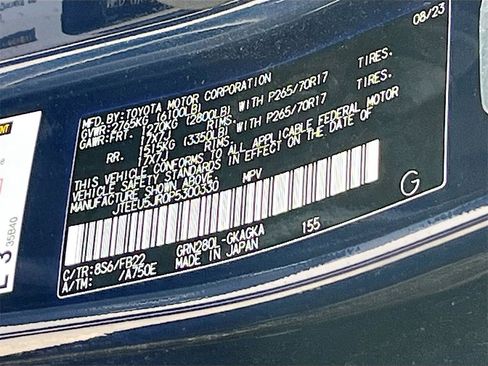 08/23
MFD.BY:TOYOTA MOTOR CORPORATION
GVWR:2765KG (6100LB)
GAWR:FRT. 1270KG (2800LB) WITH P265/70R17 TIRES.
17X7J RIMS.
RR. 1515KG (3350LB) WITH P265/70R17 TIRES.
17X7J RIMS.
THIS VEHICLE CONFORMS TO ALL APPLICABLE FEDERAL MOTOR
VEHICLE SAFETY STANDARDS IN EFFECT ON THE DATE OF
MANUFACTURE SHOWN ABOVE.
JTEEU5JR0P5300330 MPV
G
C/TR:8S6/FB22 GRN280L-GKAGKA 155
A/TM: /A750E MADE IN JAPAN
35B40